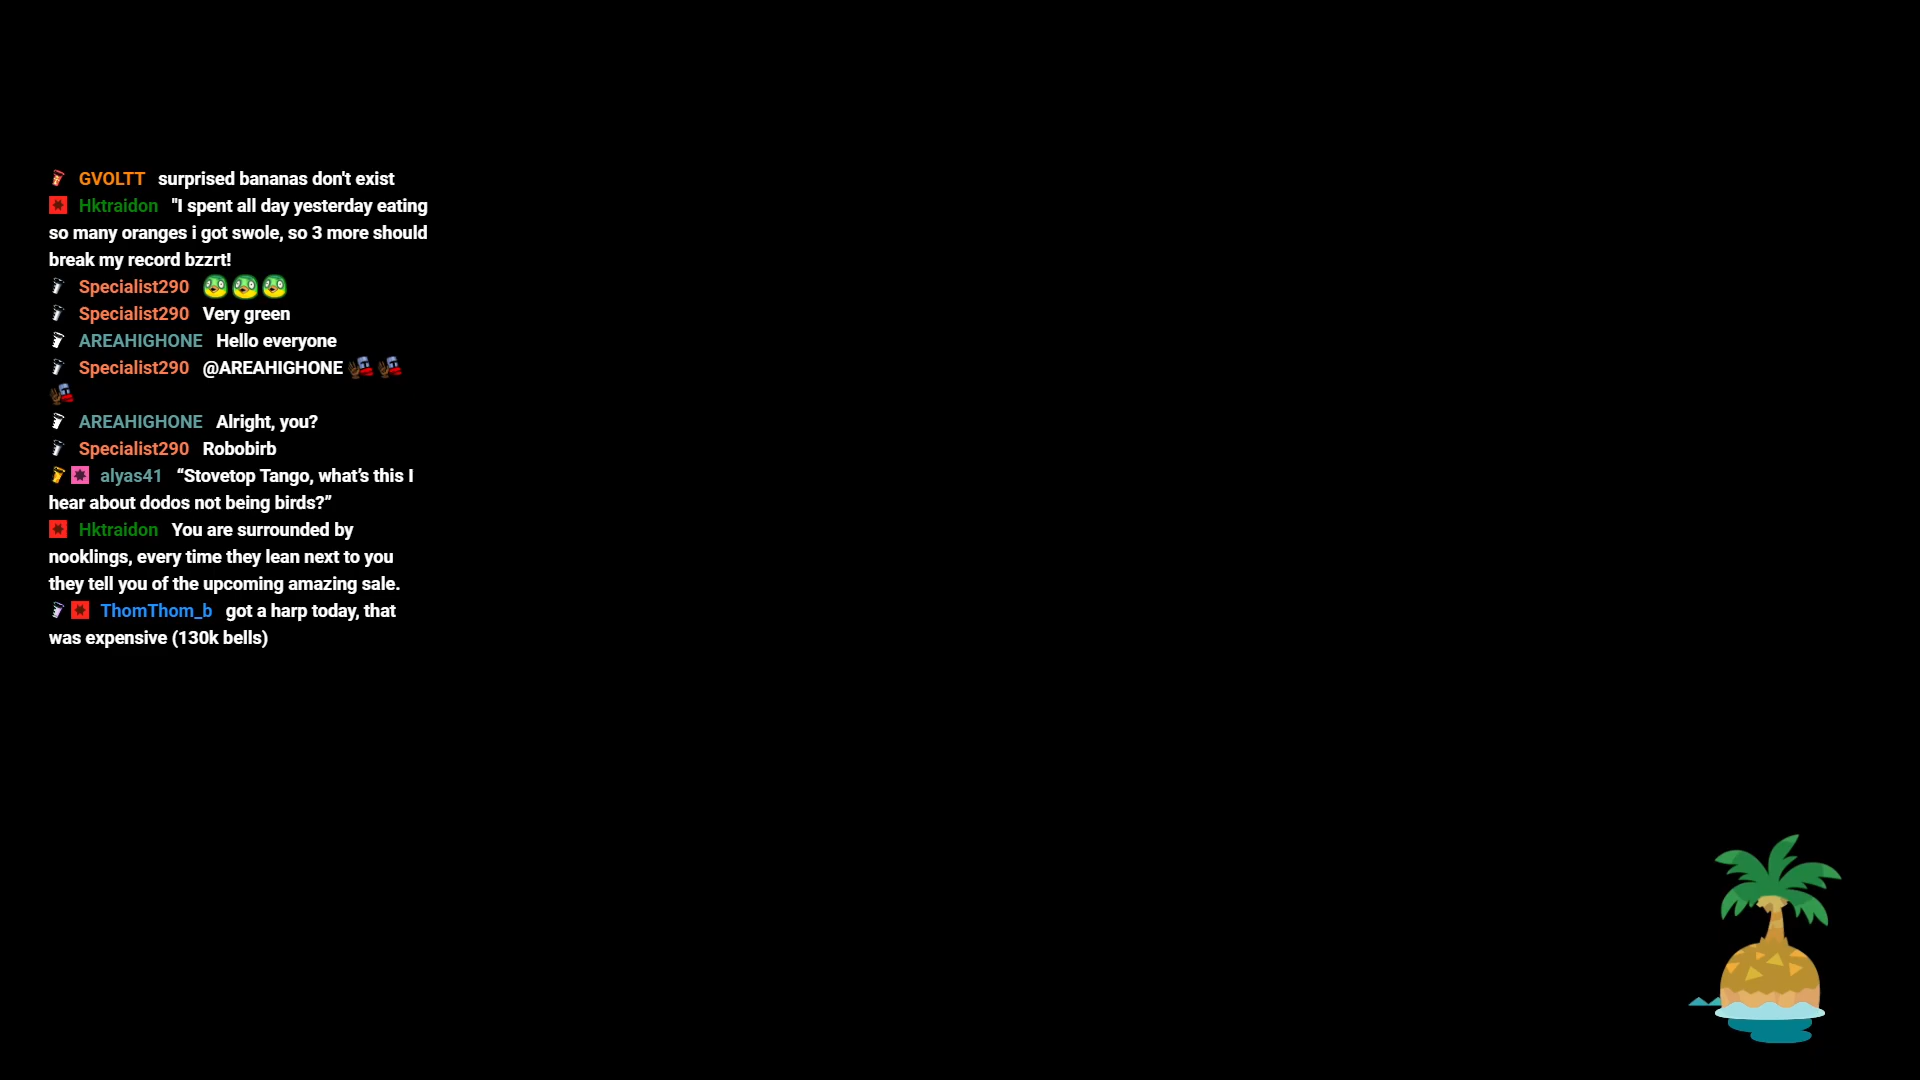 GVOLTT surprised bananas don't exist
Hktraidon "I spent all day yesterday eating
so many oranges i got swole, so 3 more should
break my record bzzrt!
Specialist290
Specialist290 Very green
AREAHIGHONE Hello everyone
Specialist290 @AREAHIGHONE
AREAHIGHONE Alright, you?
Specialist290 Robobirb
alyas41 “Stovetop Tango, what’s this I
hear about dodos not being birds?”
Hktraidon You are surrounded by
nooklings, every time they lean next to you
they tell you of the upcoming amazing sale.
ThomThom_b got a harp today, that
was expensive (130k bells)